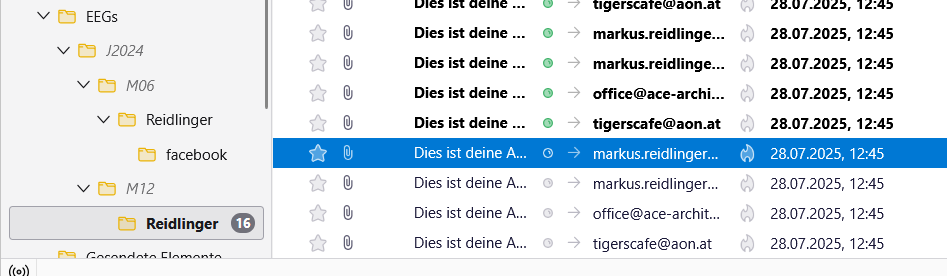 EEGs
J2024
M06
Reidlinger
facebook
M12
Reidlinger 16
Gesendete Elemente
Dies ist deine ... tigerscafe@aon.at 28.07.2025, 12:45
Dies ist deine ... markus.reidlinge... 28.07.2025, 12:45
Dies ist deine ... markus.reidlinge... 28.07.2025, 12:45
Dies ist deine ... office@ace-archi... 28.07.2025, 12:45
Dies ist deine ... tigerscafe@aon.at 28.07.2025, 12:45
Dies ist deine A... markus.reidlinger... 28.07.2025, 12:45
Dies ist deine A... markus.reidlinger... 28.07.2025, 12:45
Dies ist deine A... office@ace-archit... 28.07.2025, 12:45
Dies ist deine A... tigerscafe@aon.at 28.07.2025, 12:45